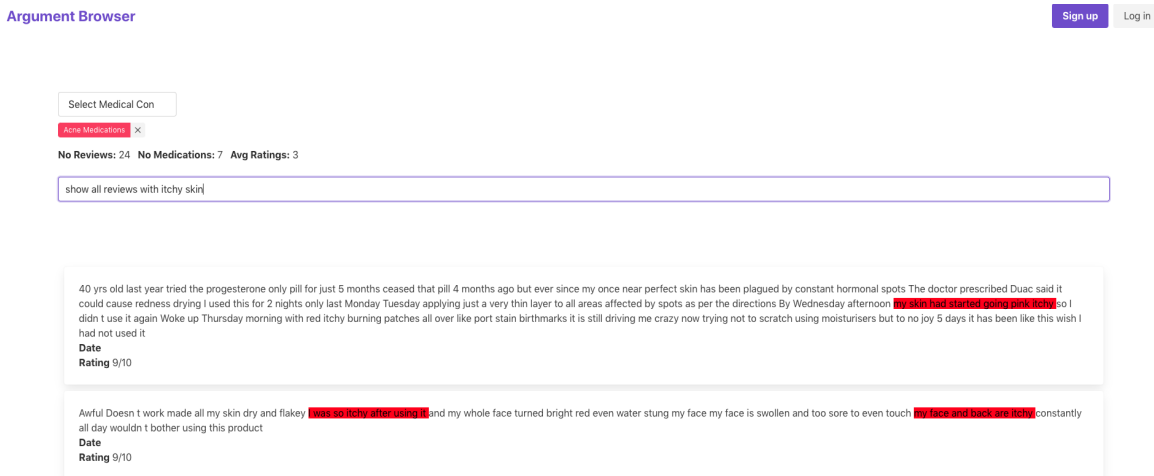 Argument Browser
Sign up
Log in
Select Medical Con
Acne Medications ×
No Reviews: 24 No Medications: 7 Avg Ratings: 3
show all reviews with itchy skin
40 yrs old last year tried the progesterone only pill for just 5 months ceased that pill 4 months ago but ever since my once near perfect skin has been plagued by constant hormonal spots The doctor prescribed Duac said it
could cause redness drying I used this for 2 nights only last Monday Tuesday applying just a very thin layer to all areas affected by spots as per the directions By Wednesday afternoon my skin had started going pink itchy so I
didn t use it again Woke up Thursday morning with red itchy burning patches all over like port stain birthmarks it is still driving me crazy now trying not to scratch using moisturisers but to no joy 5 days it has been like this wish I
had not used it
Date
Rating 9/10
Awful Doesn t work made all my skin dry and flakey I was so itchy after using it and my whole face turned bright red even water stung my face my face is swollen and too sore to even touch my face and back are itchy constantly
all day wouldn t bother using this product
Date
Rating 9/10